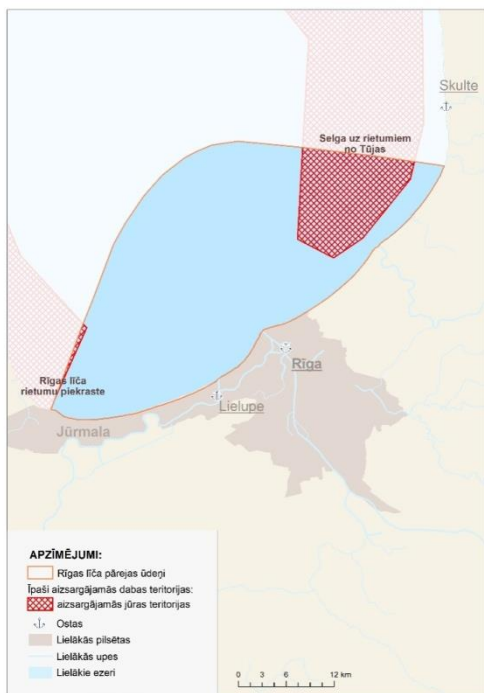 Skulte
Selga uz rietumiem
no Tūjas
Rīga
Rīgas līča
rietumu piekraste
Lielupe
Jūrmala
APZĪMĒJUMI:
Rīgas līča pārejas ūdeņi
Īpaši aizsargājamās dabas teritorijas:
aizsargājamās jūras teritorijas
Ostas
Lielākās pilsētas
Lielākās upes
Lielākie ezeri
0 3 6 12 km